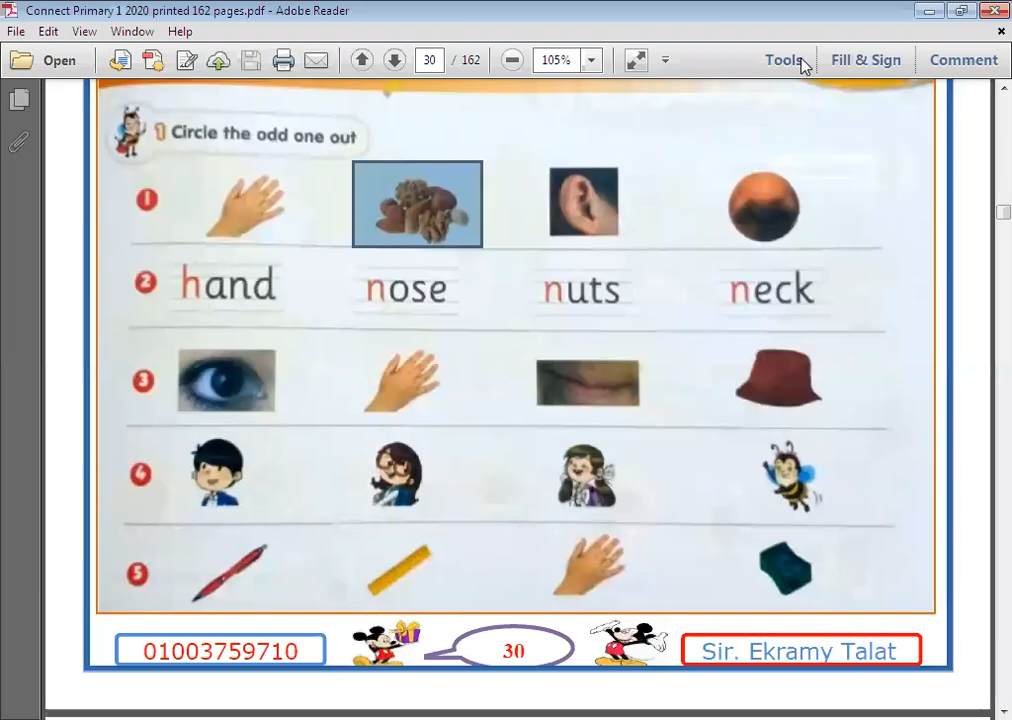 Connect Primary 1 2020 printed 162 pages.pdf - Adobe Reader
File Edit View Window Help
Open 30 / 162 105% Tools Fill & Sign Comment
1 Circle the odd one out
1
2 hand nose nuts neck
3
4
5
01003759710 30 Sir. Ekramy Talat